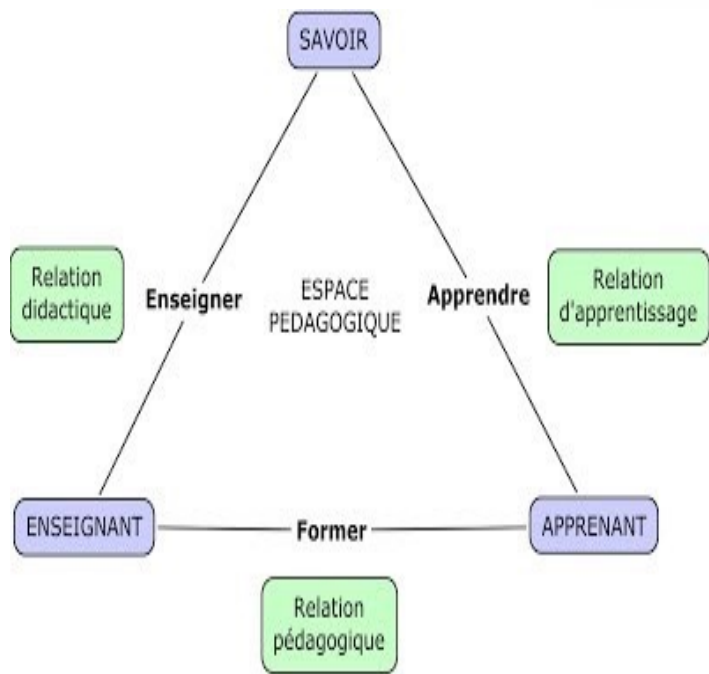 SAVOIR
Relation
didactique
Enseigner
ESPACE
PEDAGOGIQUE
Apprendre
Relation
d'apprentissage
ENSEIGNANT
Former
APPRENANT
Relation
pédagogique